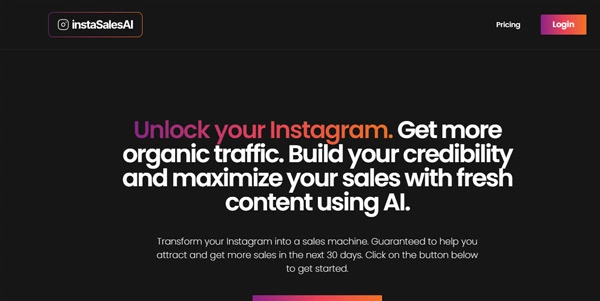 instaSalesAI
Pricing
Login
Unlock your Instagram. Get more
organic traffic. Build your credibility
and maximize your sales with fresh
content using AI.
Transform your Instagram into a sales machine. Guaranteed to help you
attract and get more sales in the next 30 days. Click on the button below
to get started.